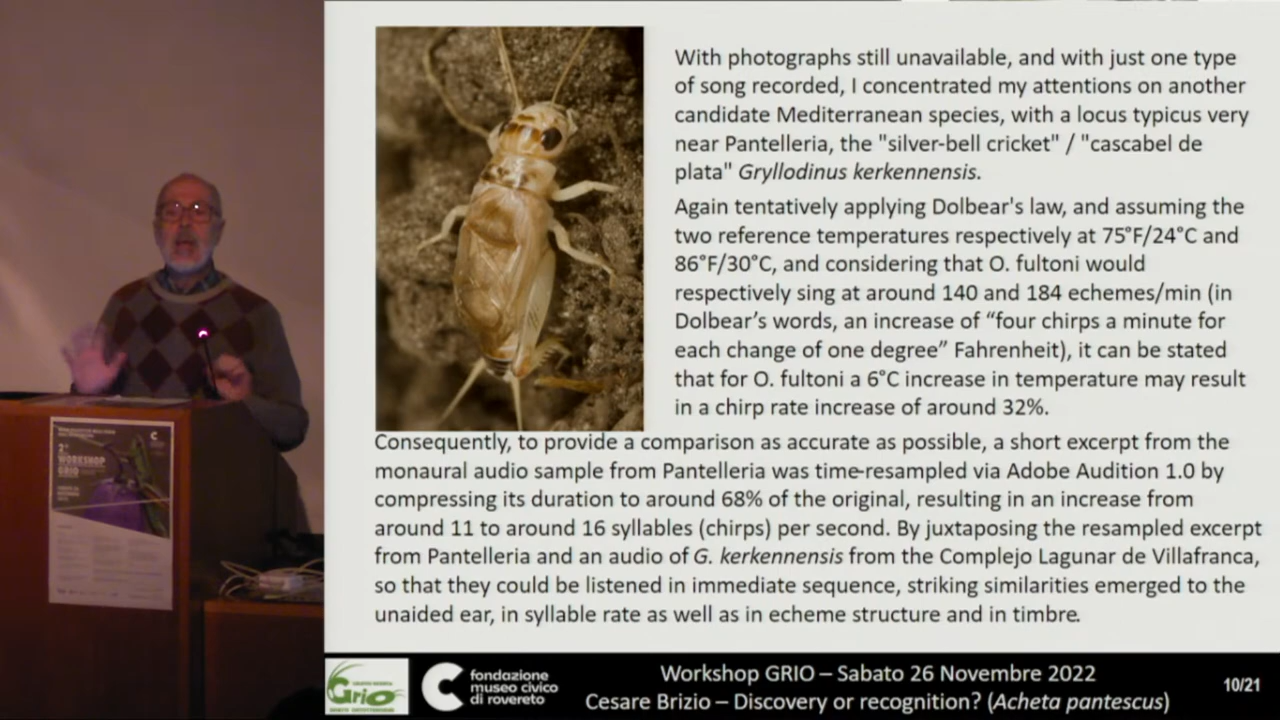 With photographs still unavailable, and with just one type
of song recorded, I concentrated my attentions on another
candidate Mediterranean species, with a locus typicus very
near Pantelleria, the "silver-bell cricket" / "cascabel de
plata" Gryllodinus kerkennensis.
Again tentatively applying Dolbear's law, and assuming the
two reference temperatures respectively at 75°F/24°C and
86°F/30°C, and considering that O. fultoni would
respectively sing at around 140 and 184 echemes/min (in
Dolbear's words, an increase of “four chirps a minute for
each change of one degree” Fahrenheit), it can be stated
that for O. fultoni a 6°C increase in temperature may result
in a chirp rate increase of around 32%.
Consequently, to provide a comparison as accurate as possible, a short excerpt from the
monaural audio sample from Pantelleria was time-resampled via Adobe Audition 1.0 by
compressing its duration to around 68% of the original, resulting in an increase from
around 11 to around 16 syllables (chirps) per second. By juxtaposing the resampled excerpt
from Pantelleria and an audio of G. kerkennensis from the Complejo Lagunar de Villafranca,
so that they could be listened in immediate sequence, striking similarities emerged to the
unaided ear, in syllable rate as well as in echeme structure and in timbre.
2°
WORKSHOP
GRIO
Grio
fondazione
museo civico
di rovereto
Workshop GRIO – Sabato 26 Novembre 2022
Cesare Brizio – Discovery or recognition? (Acheta pantescus)
10/21